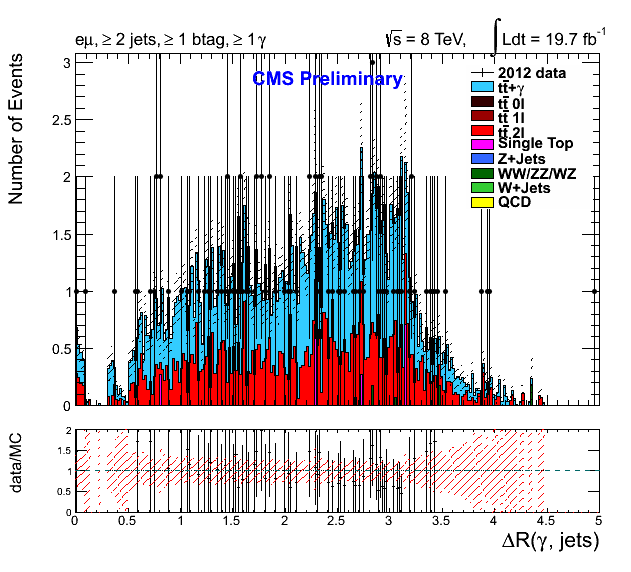 eμ, ≥ 2 jets, ≥ 1 btag, ≥ 1 γ
√s = 8 TeV, ∫ Ldt = 19.7 fb⁻¹
CMS Preliminary
2012 data
tt̄+γ
tt̄ 0l
tt̄ 1l
tt̄ 2l
Single Top
Z+Jets
WW/ZZ/WZ
W+Jets
QCD
Number of Events
3
2.5
2
1.5
1
0.5
0
data/MC
2
1.5
1
0.5
0
0 0.5 1 1.5 2 2.5 3 3.5 4 4.5 5
ΔR(γ, jets)